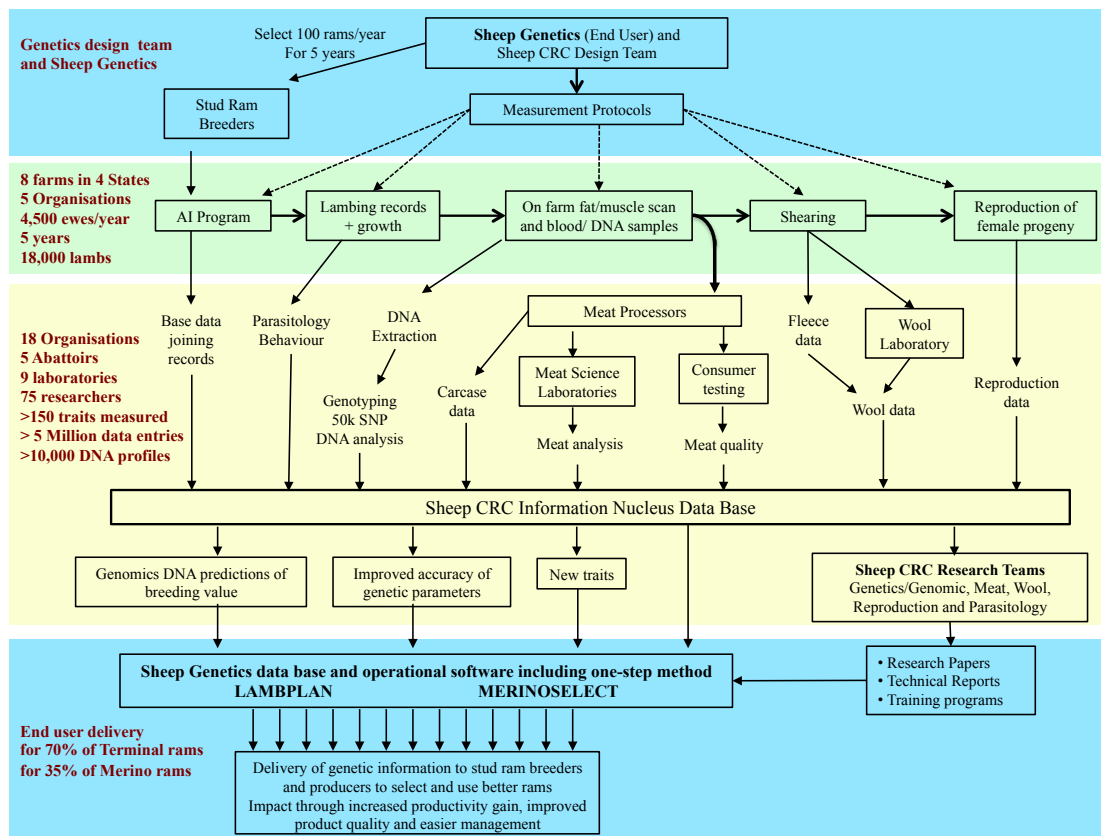 Genetics design team
and Sheep Genetics
Select 100 rams/year
For 5 years
Sheep Genetics (End User) and
Sheep CRC Design Team
Stud Ram
Breeders
Measurement Protocols
8 farms in 4 States
5 Organisations
4,500 ewes/year
5 years
18,000 lambs
AI Program
Lambing records
+ growth
On farm fat/muscle scan
and blood/ DNA samples
Shearing
Reproduction of
female progeny
18 Organisations
5 Abattoirs
9 laboratories
75 researchers
>150 traits measured
> 5 Million data entries
>10,000 DNA profiles
Base data
joining
records
Parasitology
Behaviour
DNA
Extraction
Genotyping
50k SNP
DNA analysis
Meat Processors
Carcase
data
Meat Science
Laboratories
Meat analysis
Consumer
testing
Meat quality
Fleece
data
Wool
Laboratory
Wool data
Reproduction
data
Sheep CRC Information Nucleus Data Base
Genomics DNA predictions of
breeding value
Improved accuracy of
genetic parameters
New traits
Sheep CRC Research Teams
Genetics/Genomic, Meat, Wool,
Reproduction and Parasitology
Sheep Genetics data base and operational software including one-step method
LAMBPLAN MERINOSELECT
• Research Papers
• Technical Reports
• Training programs
End user delivery
for 70% of Terminal rams
for 35% of Merino rams
Delivery of genetic information to stud ram breeders
and producers to select and use better rams
Impact through increased productivity gain, improved
product quality and easier management